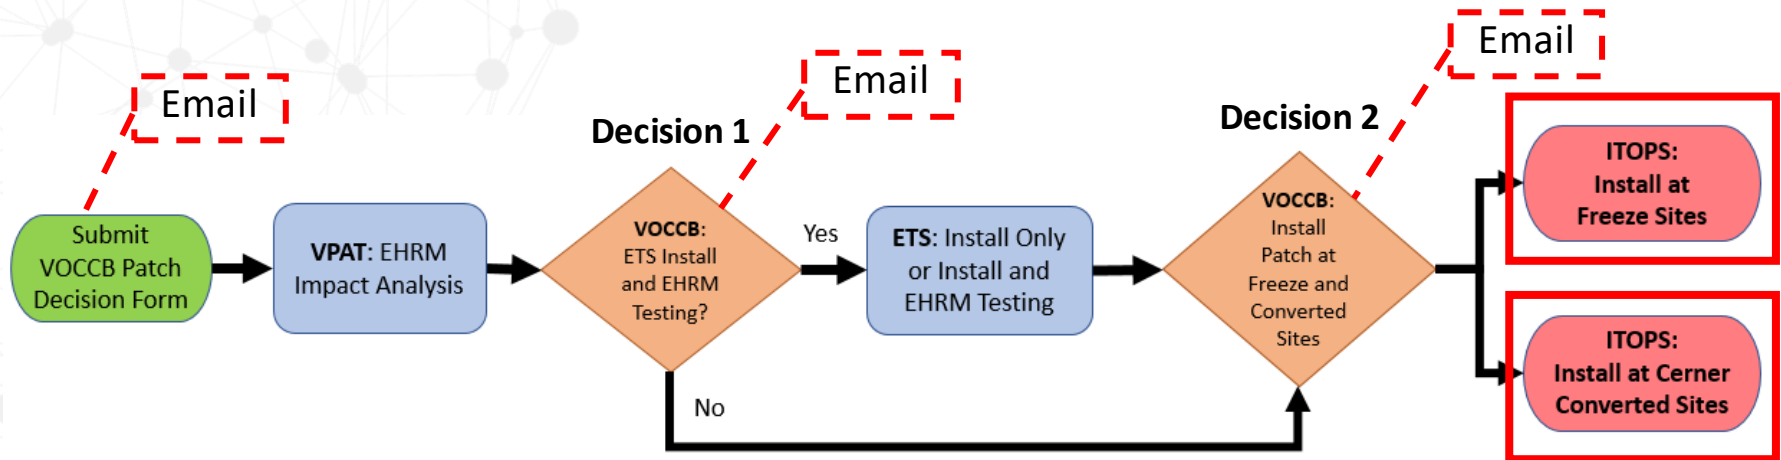 Email
Submit
VOCCB Patch
Decision Form
VPAT: EHRM
Impact Analysis
Decision 1
Email
VOCCB:
ETS Install
and EHRM
Testing?
Yes
No
ETS: Install Only
or Install and
EHRM Testing
Decision 2
Email
VOCCB:
Install
Patch at
Freeze and
Converted
Sites
ITOPS:
Install at
Freeze Sites
ITOPS:
Install at Cerner
Converted Sites